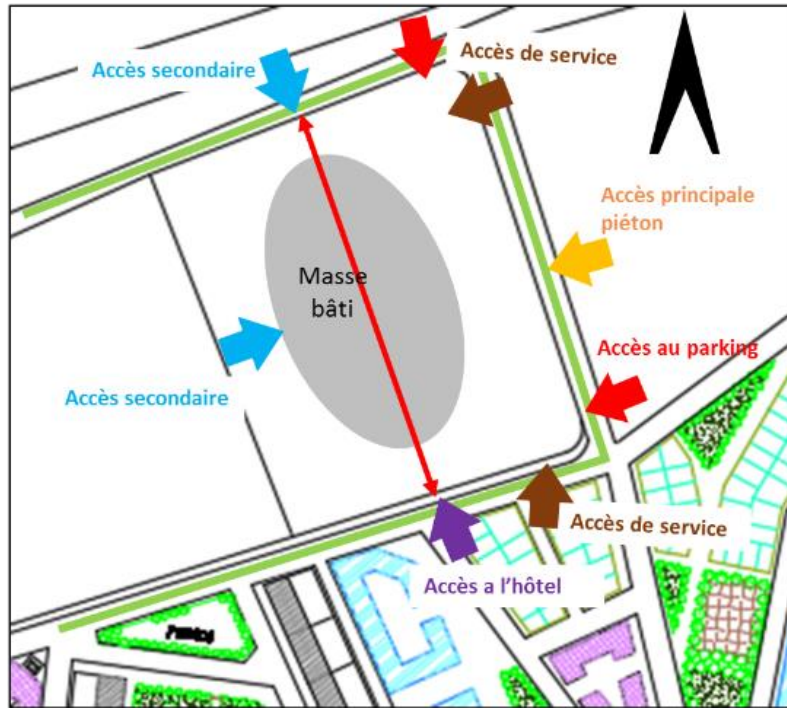 Accès secondaire
Accès de service
Accès principale
piéton
Masse
bâti
Accès au parking
Accès secondaire
Accès de service
Accès a l’hôtel